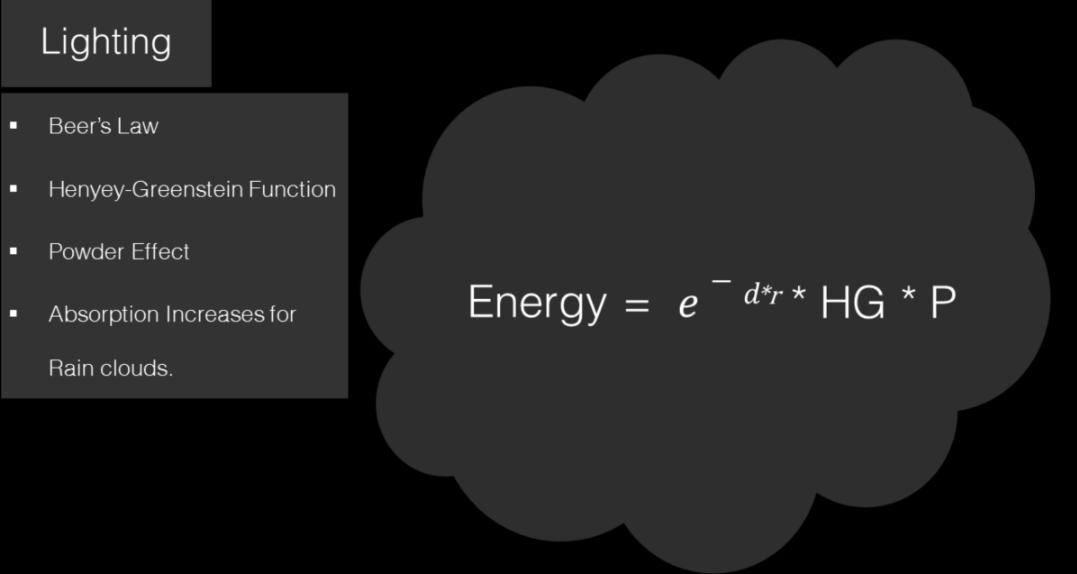 Lighting
▪ Beer’s Law
▪ Henyey-Greenstein Function
▪ Powder Effect
▪ Absorption Increases for
Rain clouds.
Energy = e⁻ ᵈ*ʳ * HG * P